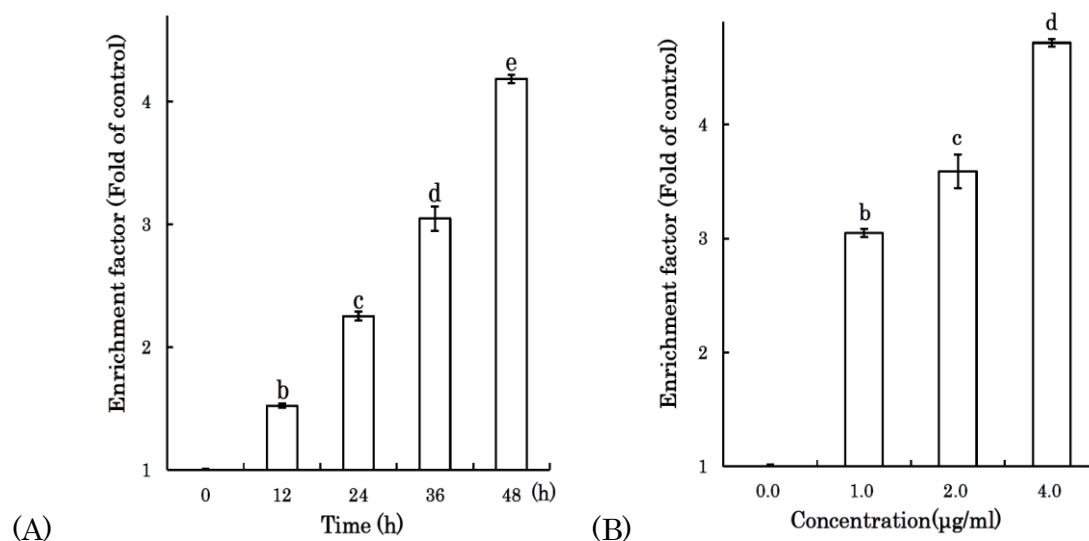 Enrichment factor (Fold of control)
4
3
2
1
b
c
d
e
0 12 24 36 48 (h)
Time (h)
(A)
Enrichment factor (Fold of control)
4
3
2
1
b
c
d
0.0 1.0 2.0 4.0
Concentration(μg/ml)
(B)